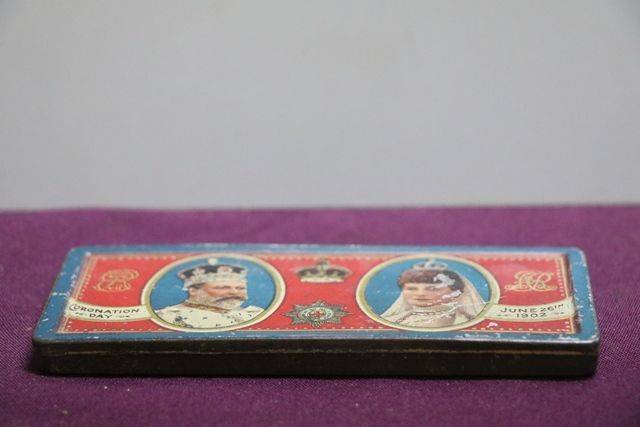 CORONATION
DAY
JUNE 26TH
1902